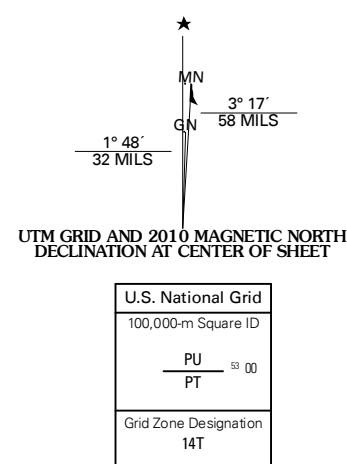 ★
MN
3° 17´
58 MILS
GN
1° 48´
32 MILS
UTM GRID AND 2010 MAGNETIC NORTH
DECLINATION AT CENTER OF SHEET
U.S. National Grid
100,000-m Square ID
PU
53 00
PT
Grid Zone Designation
14T